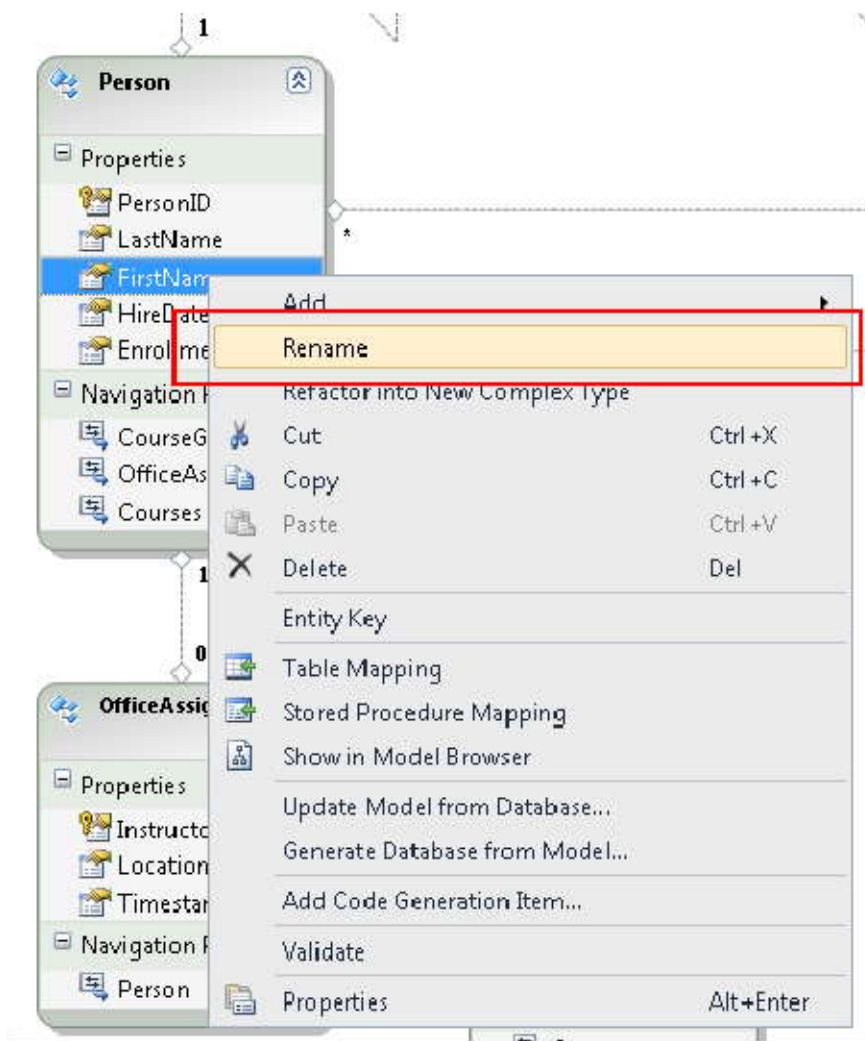 1
Person
Properties
PersonID
LastName
*
FirstNam
HireDate
Enrollme
Navigation P
CourseG
OfficeAs
Courses
1
0
OfficeAssig
Properties
Instructo
Location
Timestar
Navigation P
Person
Add
Rename
Refactor into New Complex Type
Cut Ctrl+X
Copy Ctrl+C
Paste Ctrl+V
Delete Del
Entity Key
Table Mapping
Stored Procedure Mapping
Show in Model Browser
Update Model from Database...
Generate Database from Model...
Add Code Generation Item...
Validate
Properties Alt+Enter